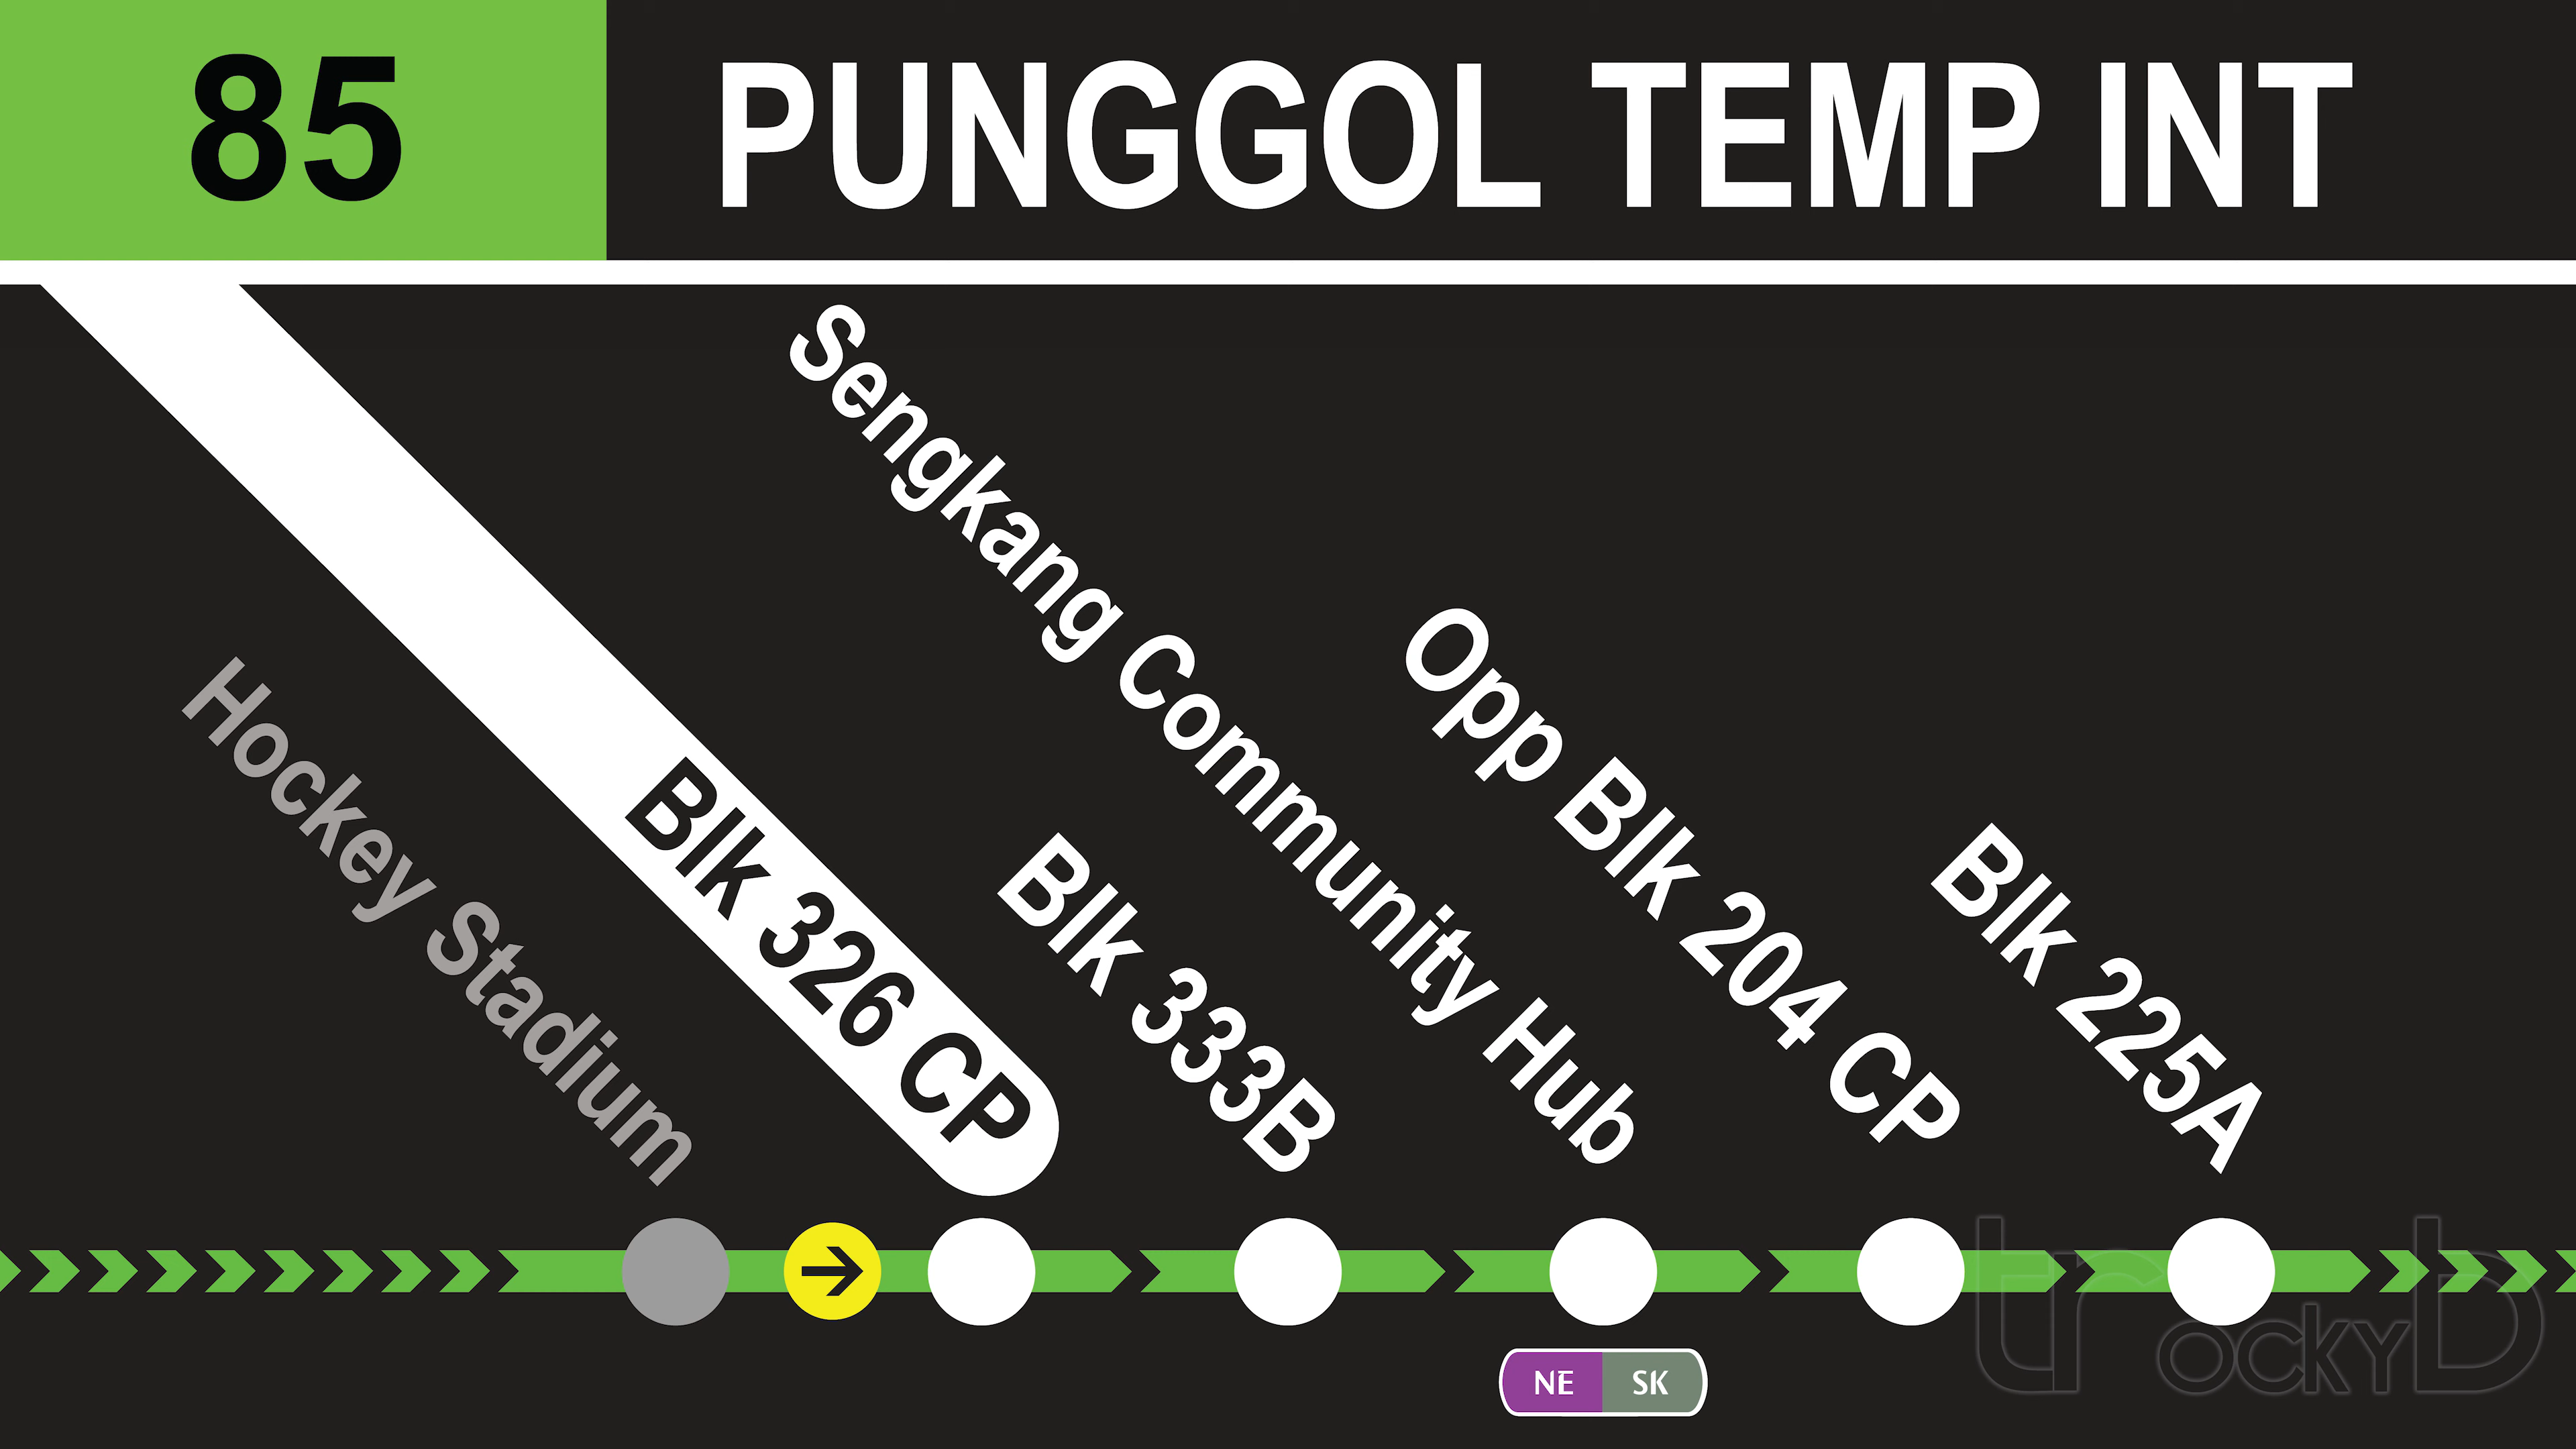 85
PUNGGOL TEMP INT
Hockey Stadium
Blk 326 CP
Blk 333B
Sengkang Community Hub
Opp Blk 204 CP
Blk 225A
NE SK
trockyb